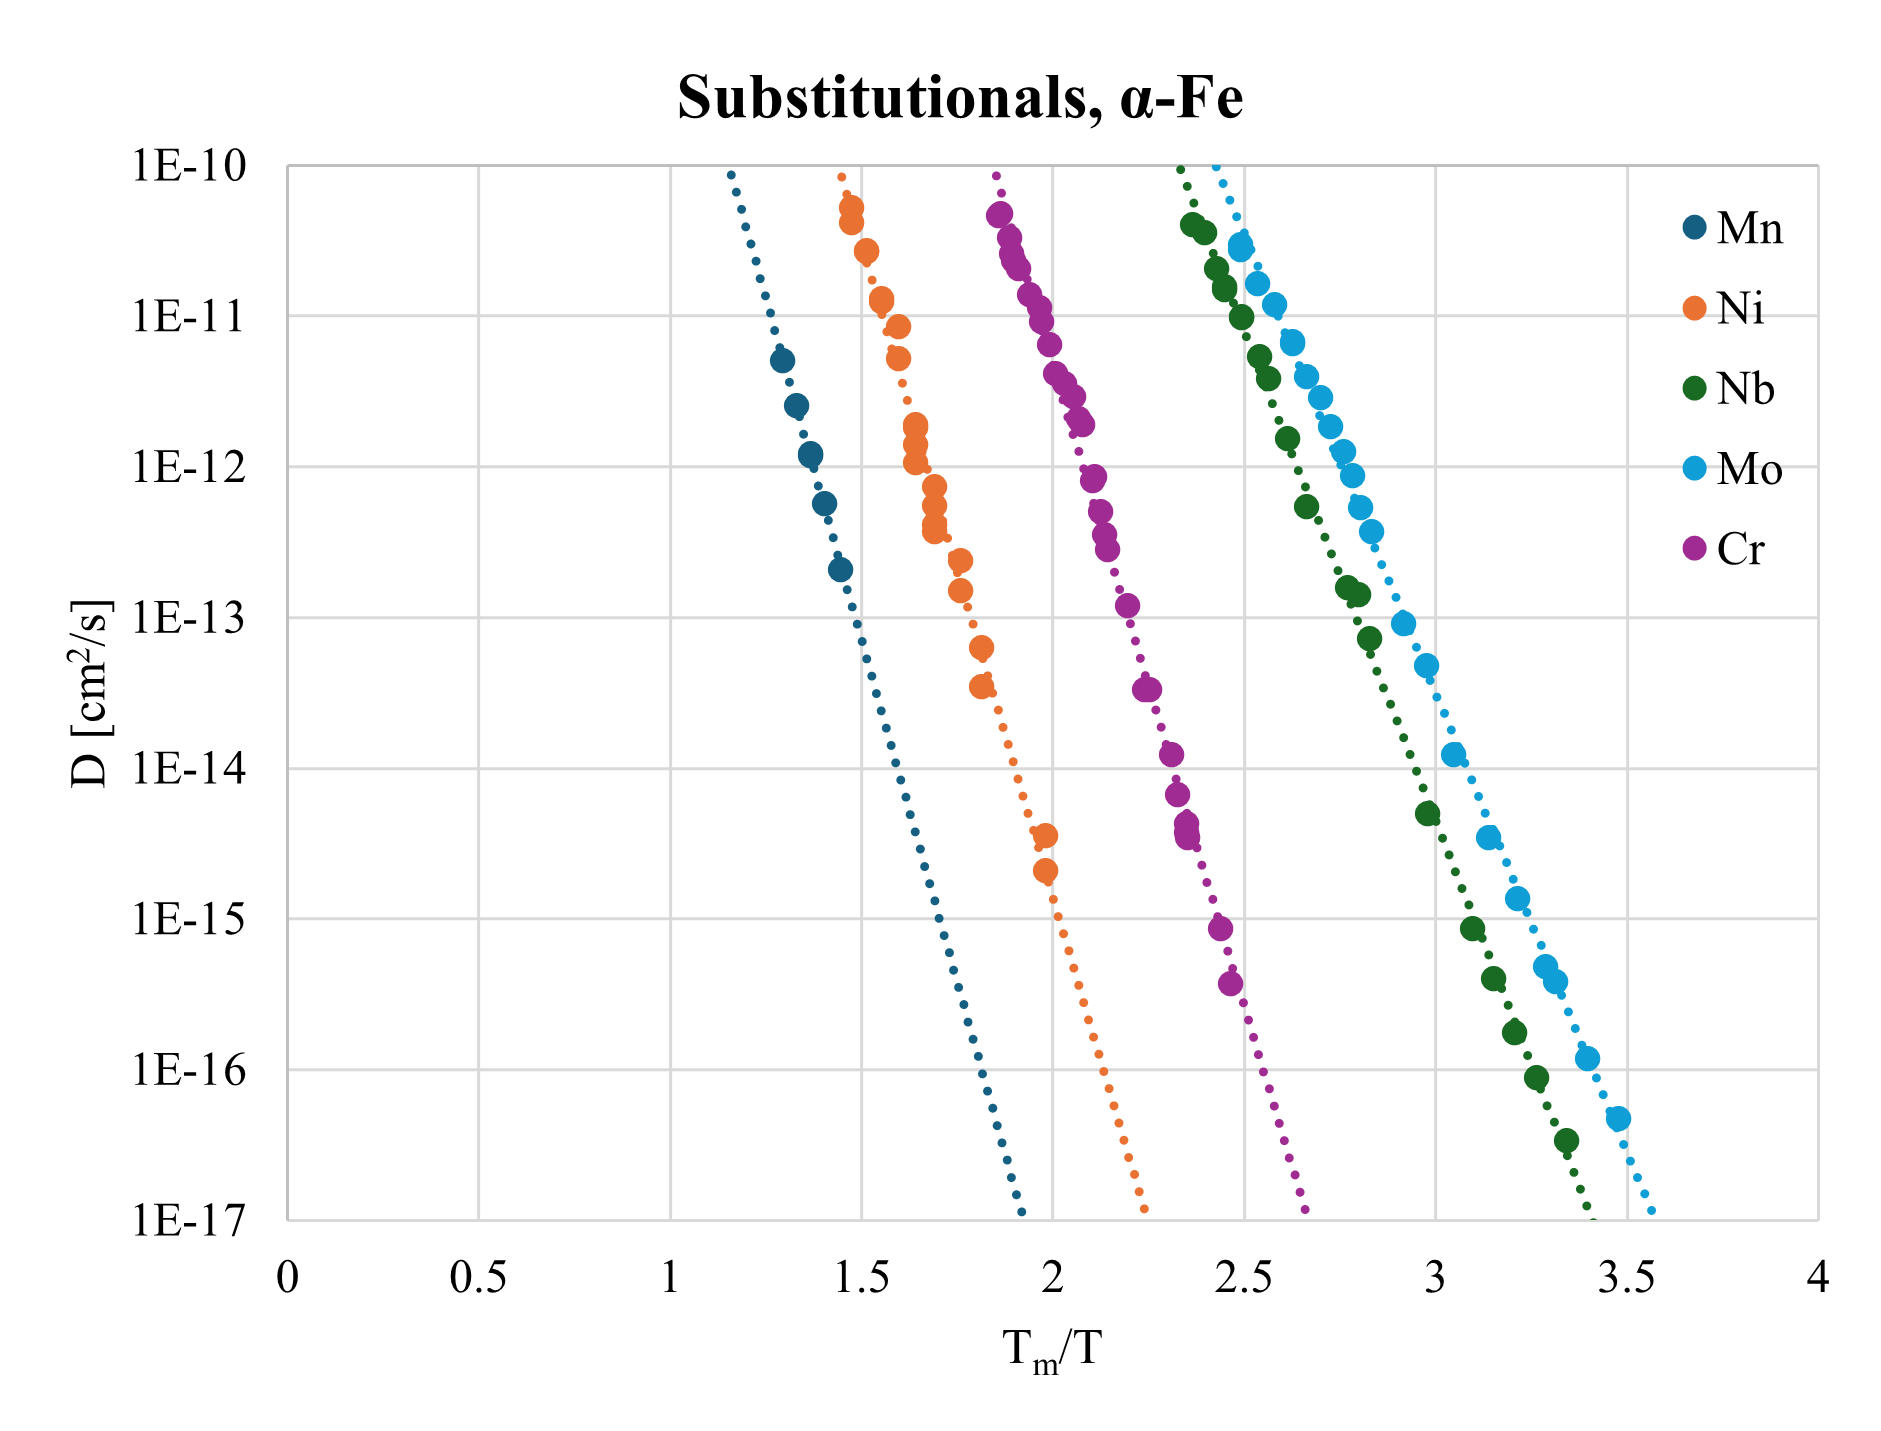 Substitutionals, α-Fe
1E-10
1E-11
1E-12
1E-13
1E-14
1E-15
1E-16
1E-17
D [cm²/s]
0 0.5 1 1.5 2 2.5 3 3.5 4
Tₘ/T
Mn
Ni
Nb
Mo
Cr